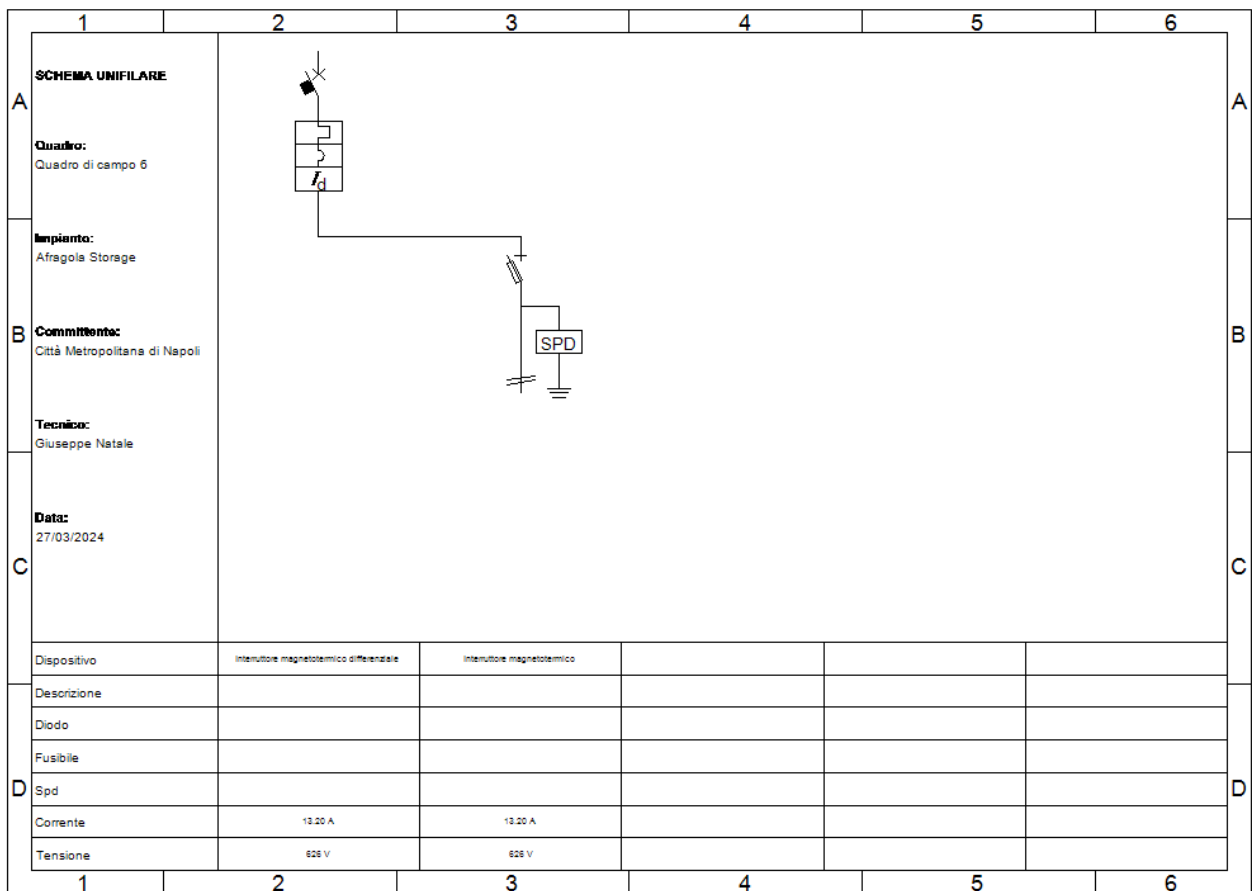 1 2 3 4 5 6
A A
SCHEMA UNIFILARE
Quadro:
Quadro di campo 6
Id
Impianto:
Afragola Storage
B B
Committente:
Città Metropolitana di Napoli
SPD
Tecnico:
Giuseppe Natale
Data:
27/03/2024
C C
Dispositivo Interruttore magnetotermico differenziale Interruttore magnetotermico
Descrizione
Diodo
Fusibile
D Spd D
Corrente 13.20 A 13.20 A
Tensione 626 V 626 V
1 2 3 4 5 6